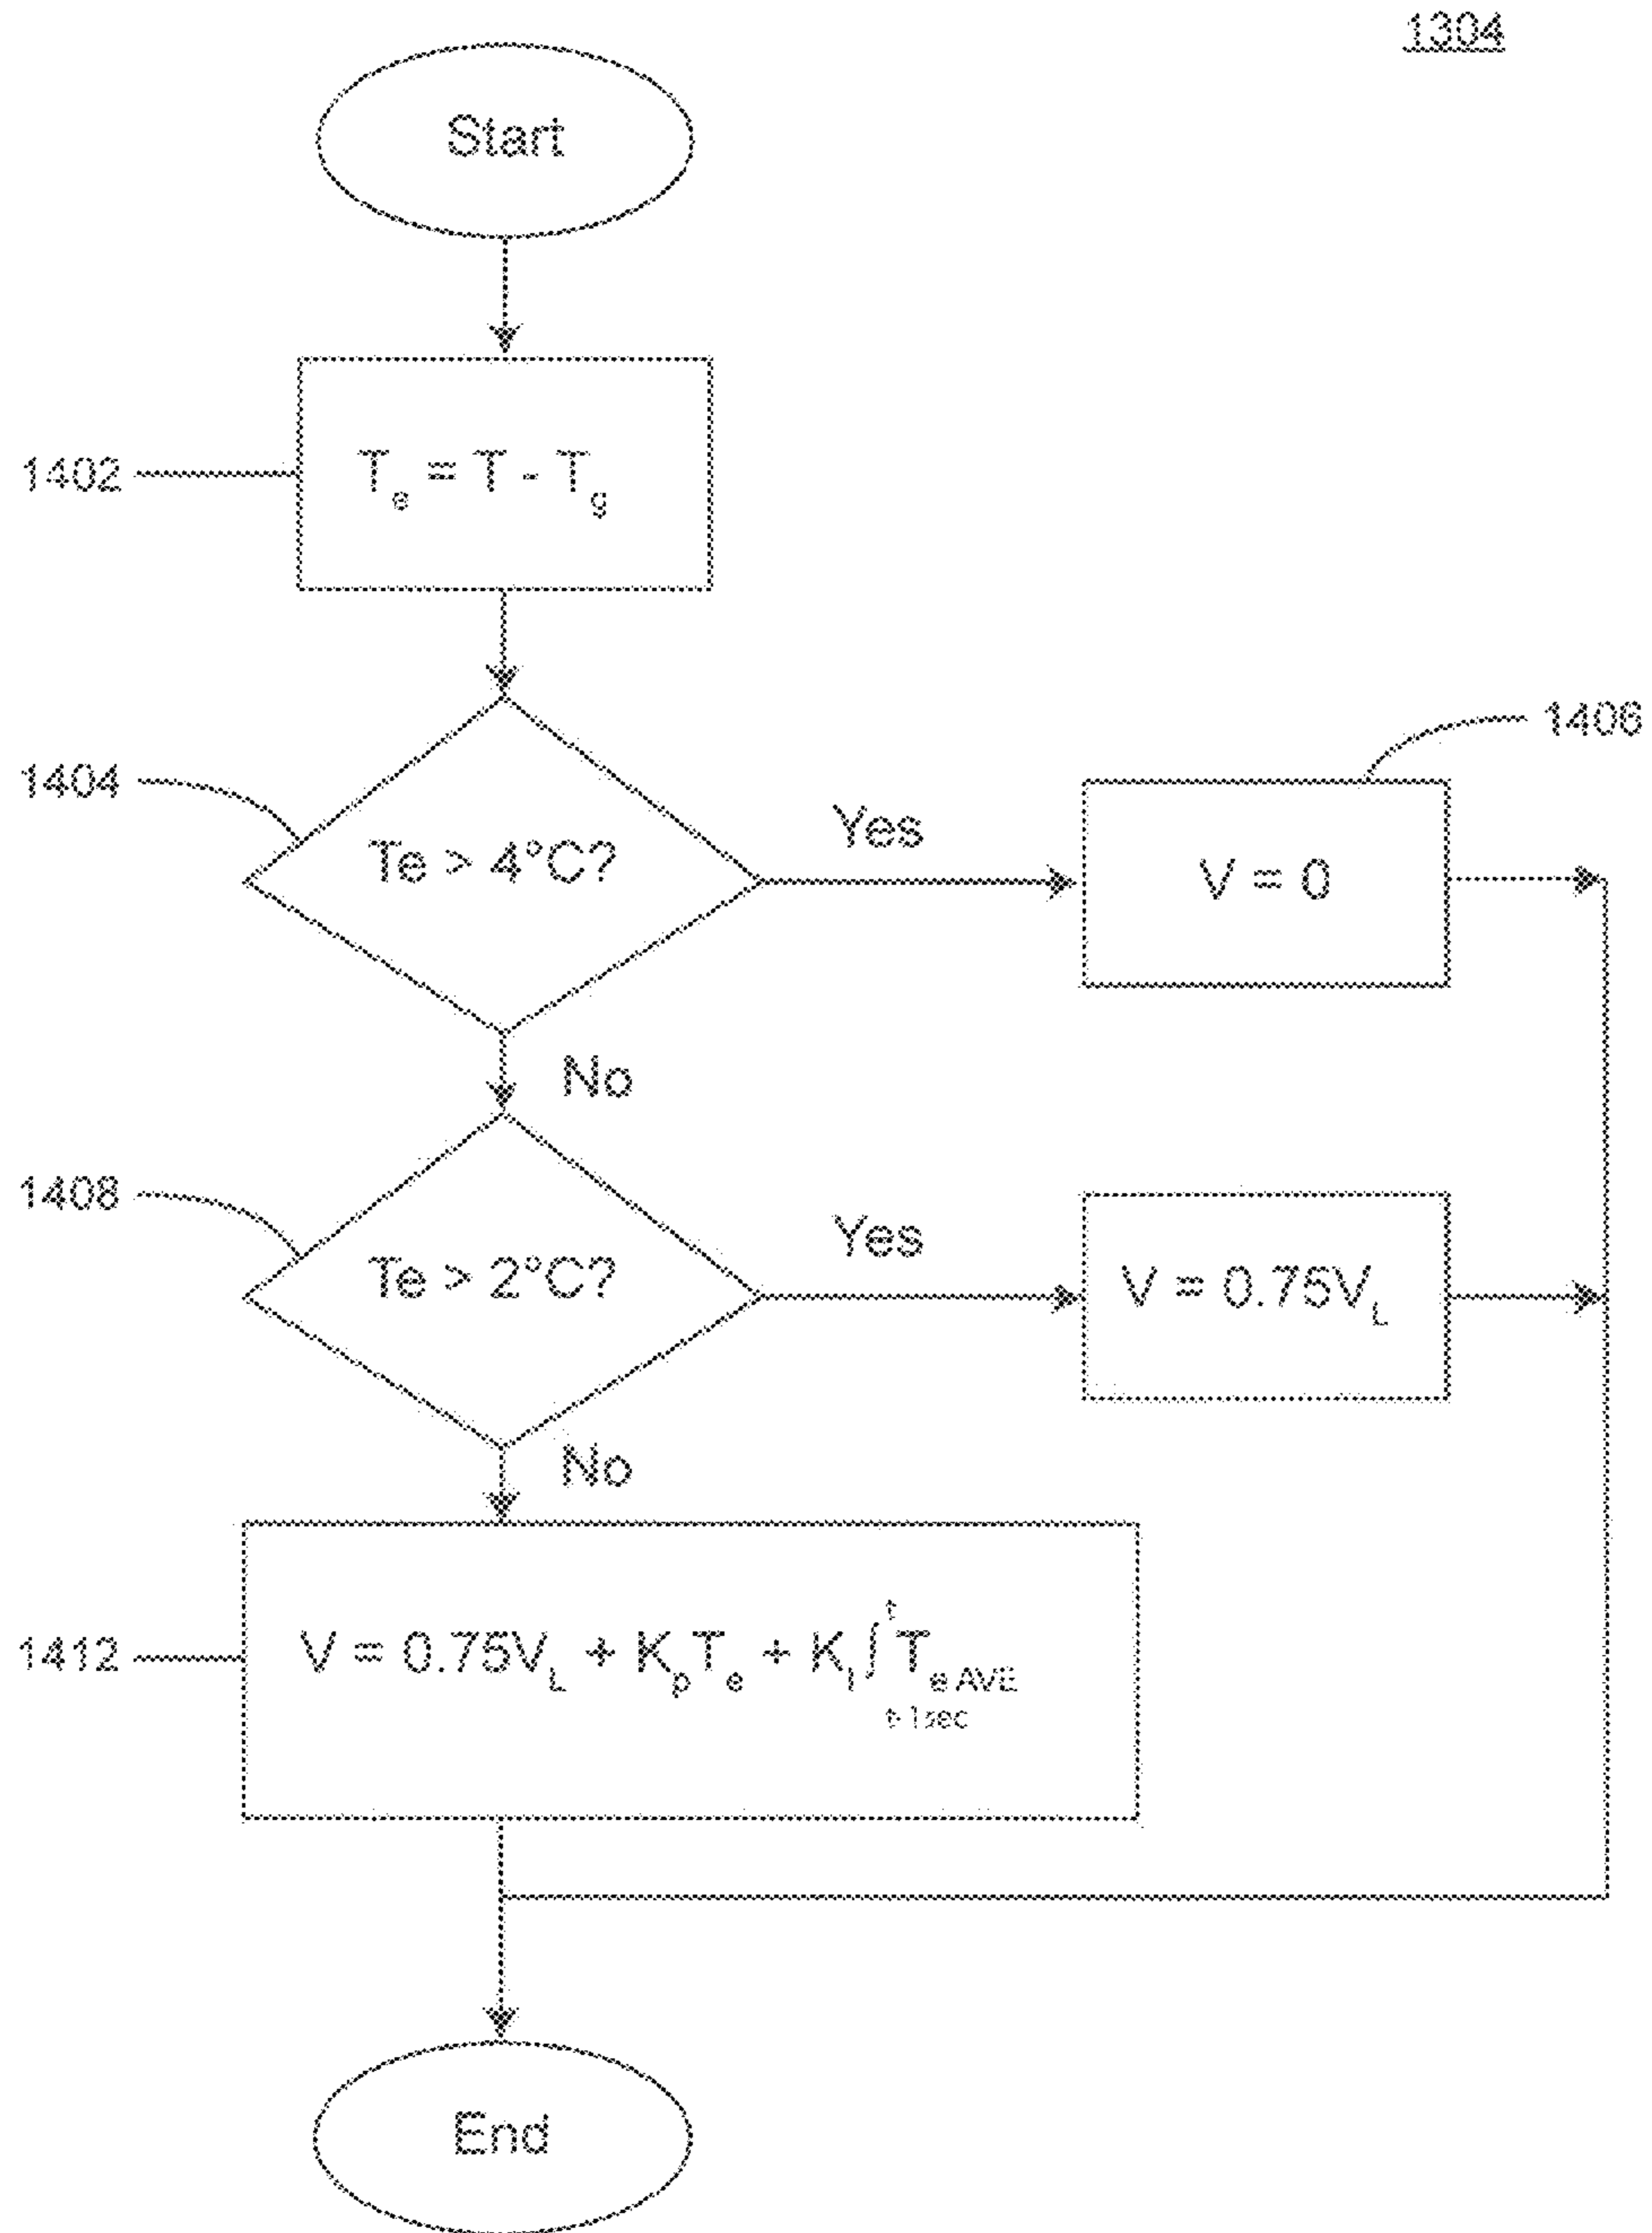 1304
Start
1402
Te = T - Tg
1404
Te > 4°C?
Yes
1406
V = 0
No
1408
Te > 2°C?
Yes
V = 0.75VL
No
1412
V = 0.75VL + KpTe + KI∫ t t-1sec Te AVE
End